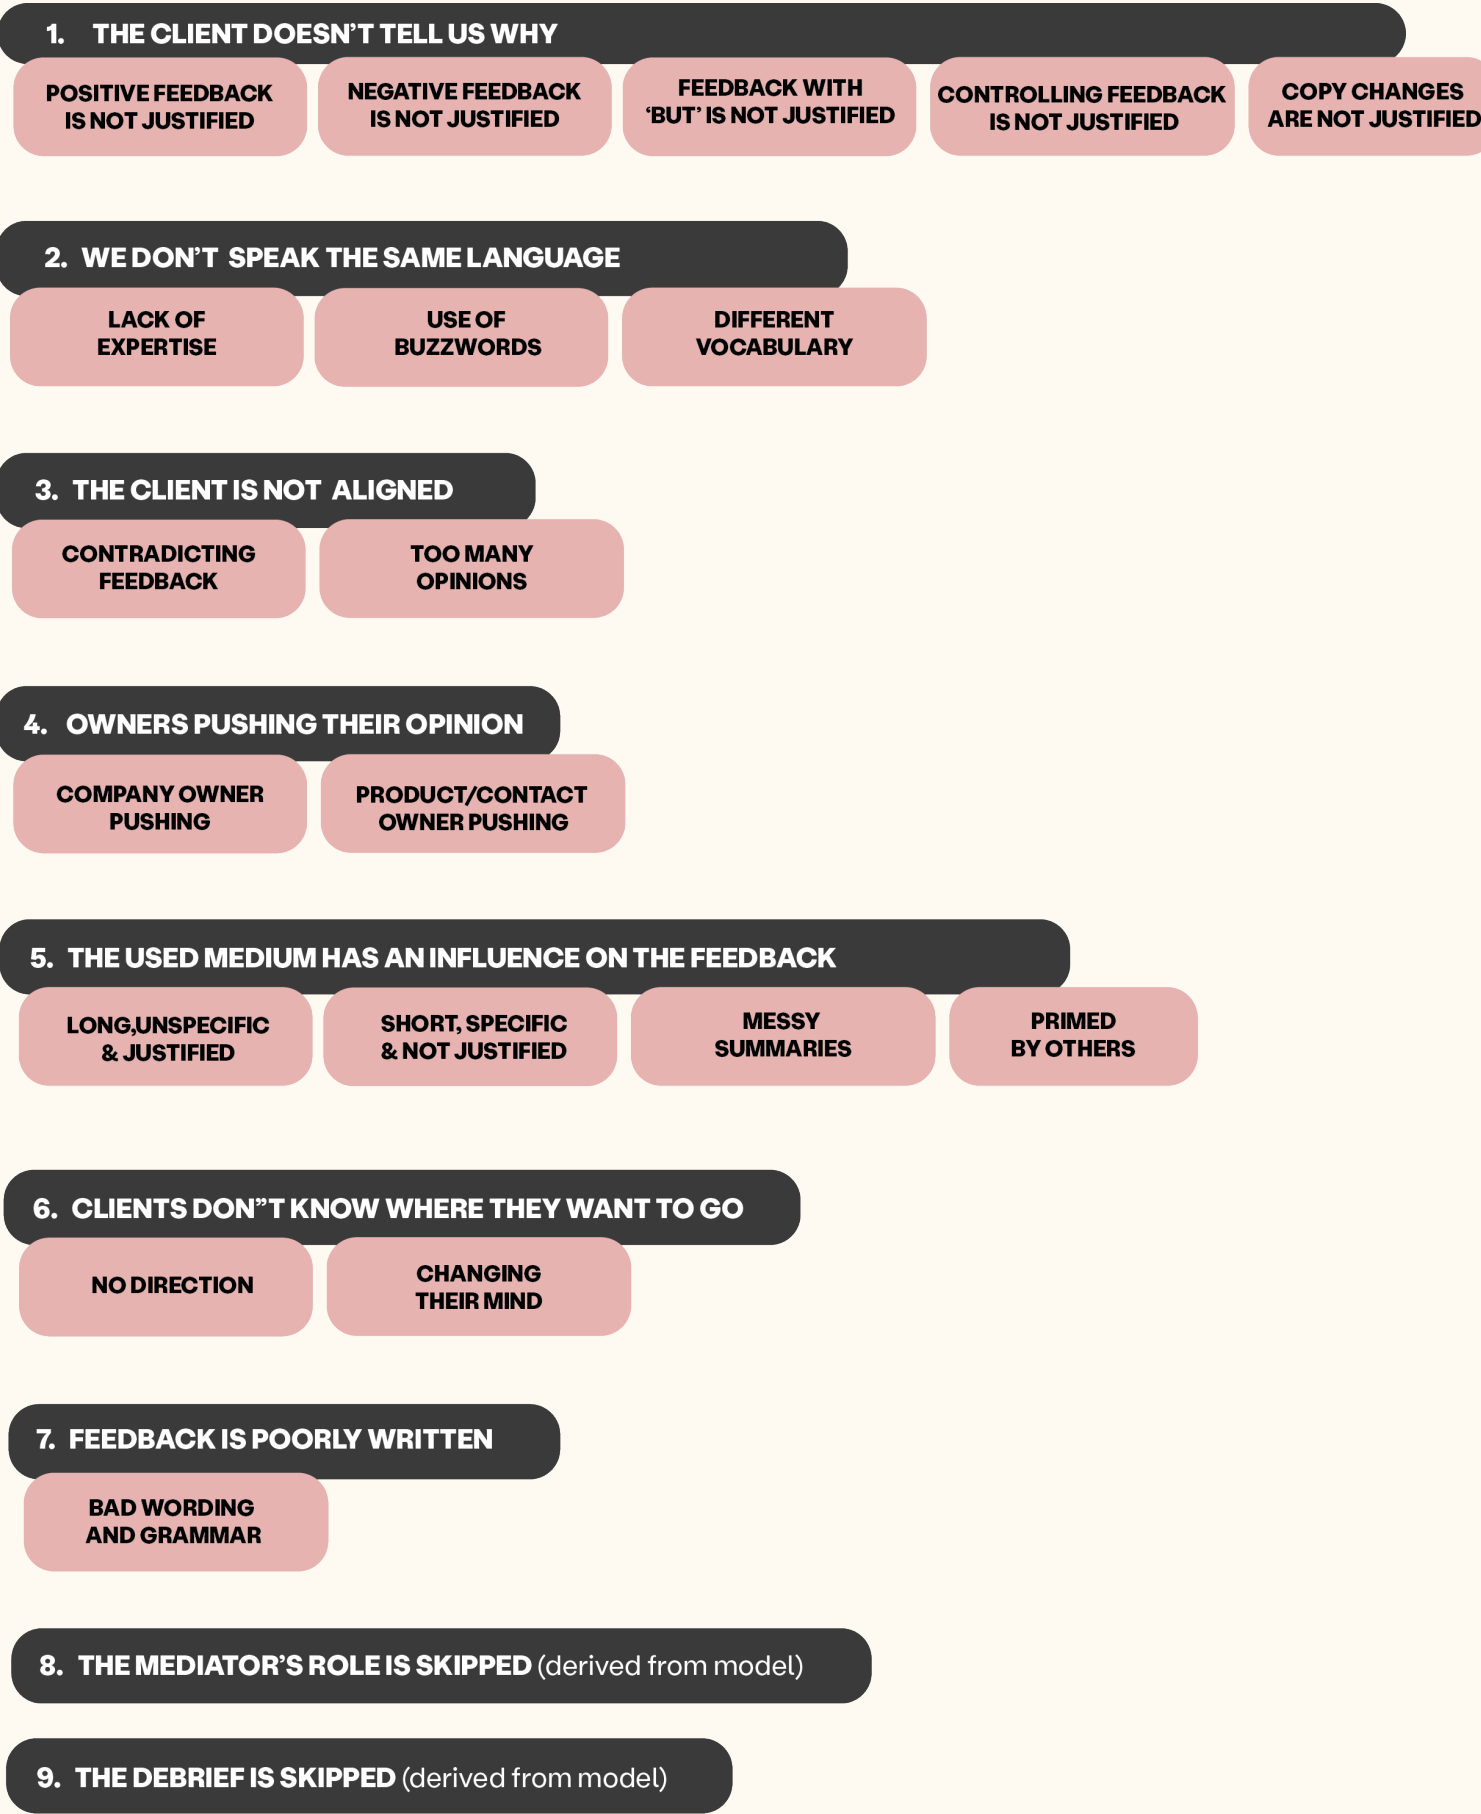 1. THE CLIENT DOESN’T TELL US WHY
POSITIVE FEEDBACK
IS NOT JUSTIFIED
NEGATIVE FEEDBACK
IS NOT JUSTIFIED
FEEDBACK WITH
‘BUT’ IS NOT JUSTIFIED
CONTROLLING FEEDBACK
IS NOT JUSTIFIED
COPY CHANGES
ARE NOT JUSTIFIED
2. WE DON’T SPEAK THE SAME LANGUAGE
LACK OF
EXPERTISE
USE OF
BUZZWORDS
DIFFERENT
VOCABULARY
3. THE CLIENT IS NOT ALIGNED
CONTRADICTING
FEEDBACK
TOO MANY
OPINIONS
4. OWNERS PUSHING THEIR OPINION
COMPANY OWNER
PUSHING
PRODUCT/CONTACT
OWNER PUSHING
5. THE USED MEDIUM HAS AN INFLUENCE ON THE FEEDBACK
LONG,UNSPECIFIC
& JUSTIFIED
SHORT, SPECIFIC
& NOT JUSTIFIED
MESSY
SUMMARIES
PRIMED
BY OTHERS
6. CLIENTS DON”T KNOW WHERE THEY WANT TO GO
NO DIRECTION
CHANGING
THEIR MIND
7. FEEDBACK IS POORLY WRITTEN
BAD WORDING
AND GRAMMAR
8. THE MEDIATOR’S ROLE IS SKIPPED (derived from model)
9. THE DEBRIEF IS SKIPPED (derived from model)